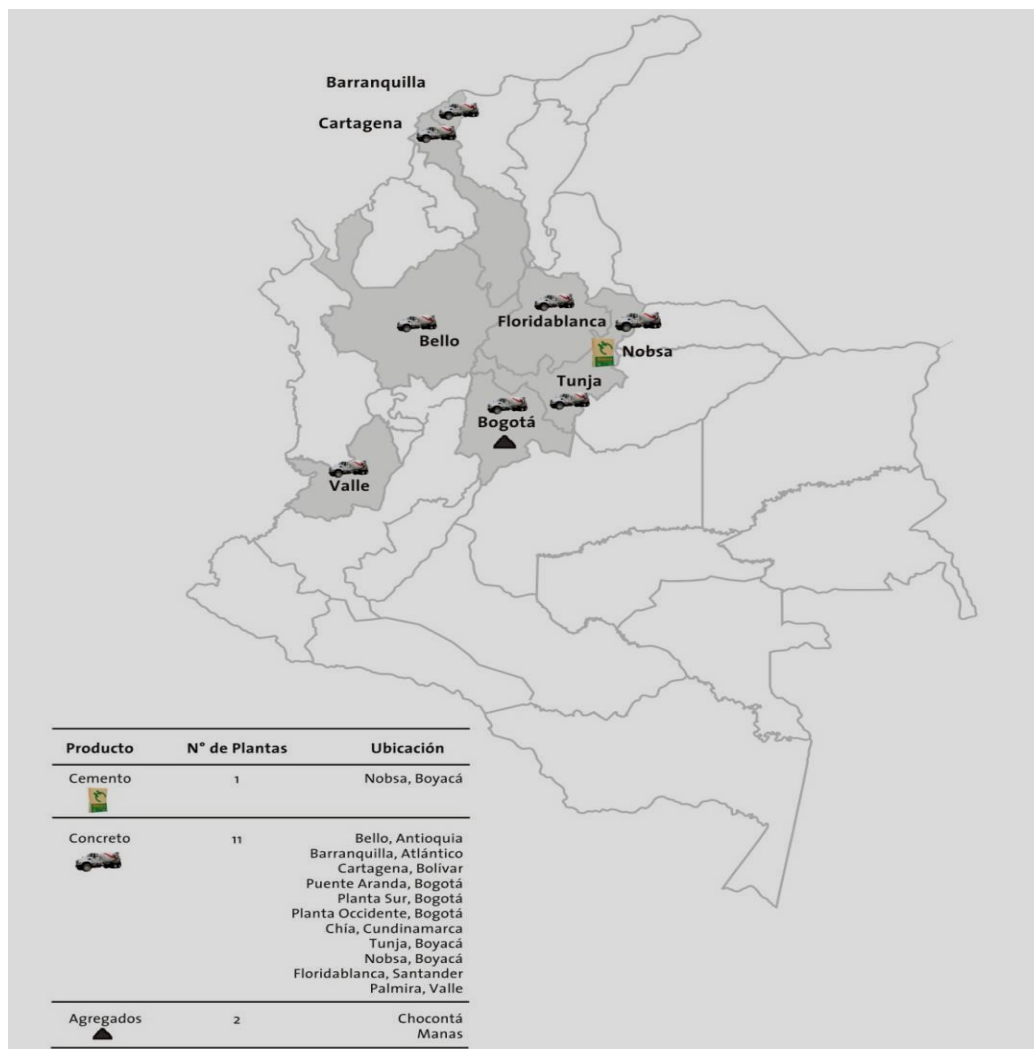 Barranquilla
Cartagena
Floridablanca
Bello
Nobsa
Tunja
Bogotá
Valle
Producto N° de Plantas Ubicación
Cemento 1 Nobsa, Boyacá
Concreto 11 Bello, Antioquia
Barranquilla, Atlántico
Cartagena, Bolívar
Puente Aranda, Bogotá
Planta Sur, Bogotá
Planta Occidente, Bogotá
Chía, Cundinamarca
Tunja, Boyacá
Nobsa, Boyacá
Floridablanca, Santander
Palmira, Valle
Agregados 2 Chocontá
Manas